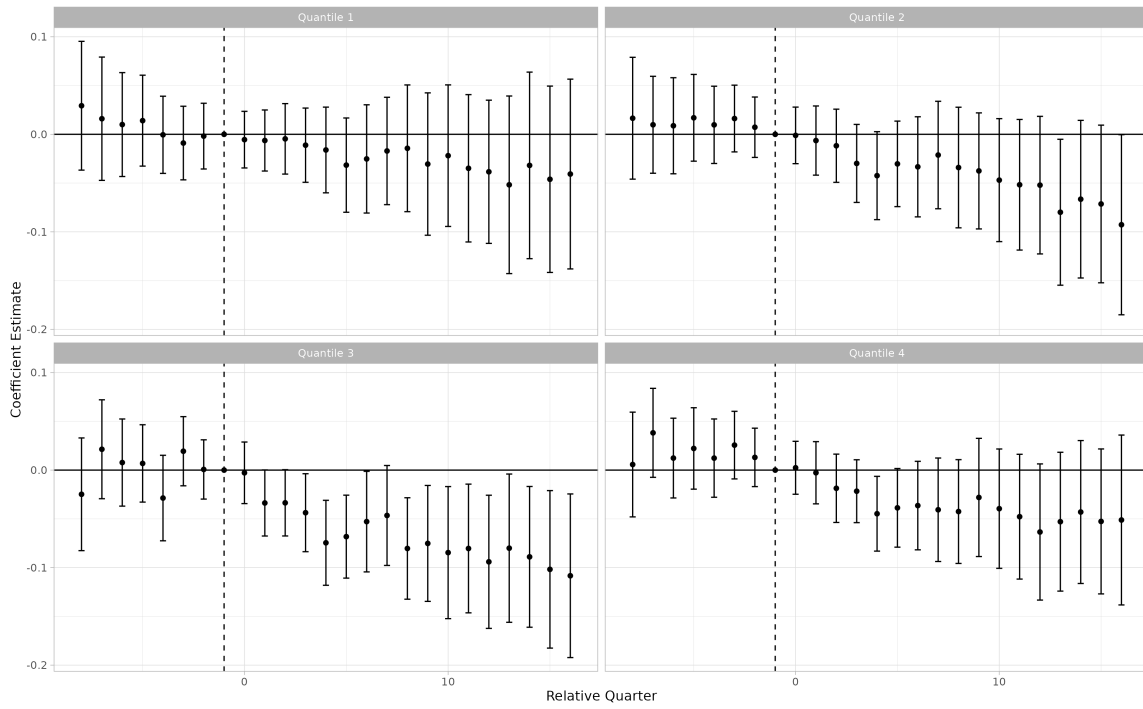 Quantile 1
Quantile 2
0.1
0.0
-0.1
-0.2
Quantile 3
Quantile 4
0.1
0.0
-0.1
-0.2
Coefficient Estimate
0
10
0
10
Relative Quarter